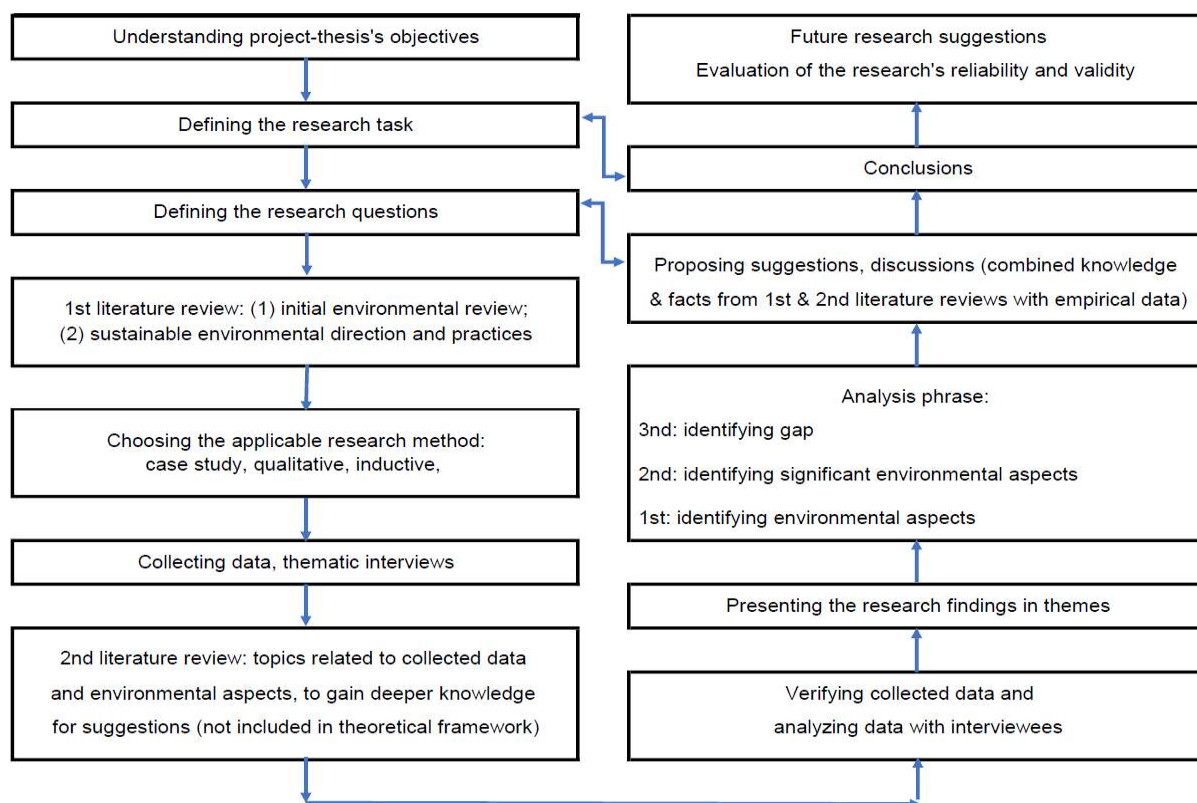 Understanding project-thesis's objectives
Defining the research task
Defining the research questions
1st literature review: (1) initial environmental review;
(2) sustainable environmental direction and practices
Choosing the applicable research method:
case study, qualitative, inductive,
Collecting data, thematic interviews
2nd literature review: topics related to collected data
and environmental aspects, to gain deeper knowledge
for suggestions (not included in theoretical framework)
Future research suggestions
Evaluation of the research's reliability and validity
Conclusions
Proposing suggestions, discussions (combined knowledge
& facts from 1st & 2nd literature reviews with empirical data)
Analysis phrase:
3nd: identifying gap
2nd: identifying significant environmental aspects
1st: identifying environmental aspects
Presenting the research findings in themes
Verifying collected data and
analyzing data with interviewees